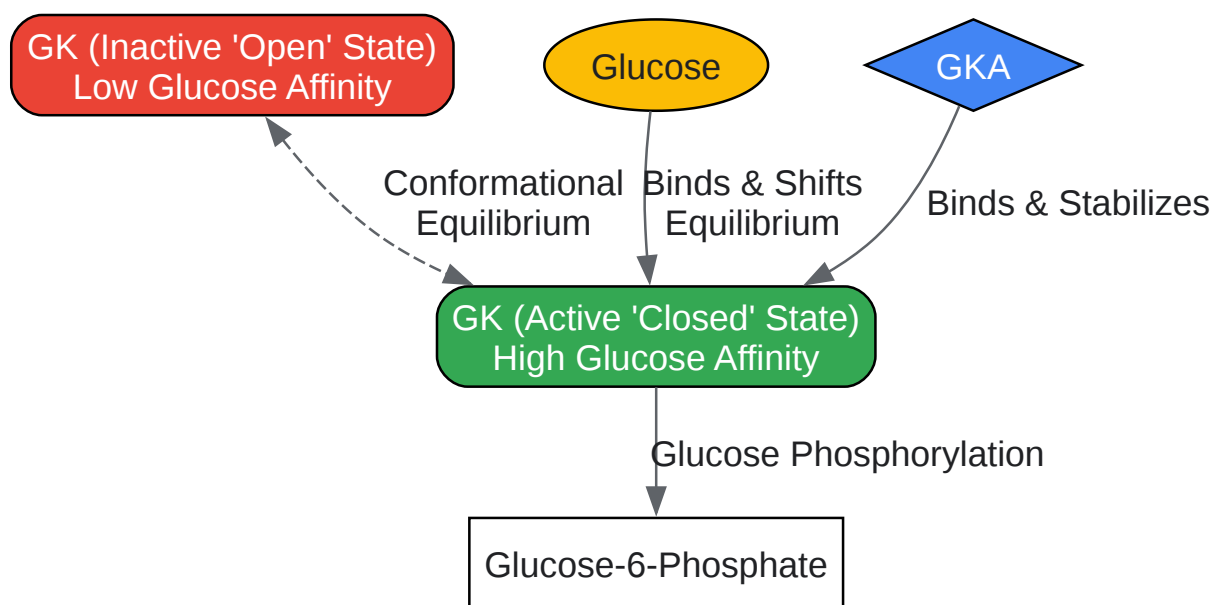 GK (Inactive 'Open' State)
Low Glucose Affinity
Glucose
GKA
Conformational
Equilibrium
Binds & Shifts
Equilibrium
Binds & Stabilizes
GK (Active 'Closed' State)
High Glucose Affinity
Glucose Phosphorylation
Glucose-6-Phosphate